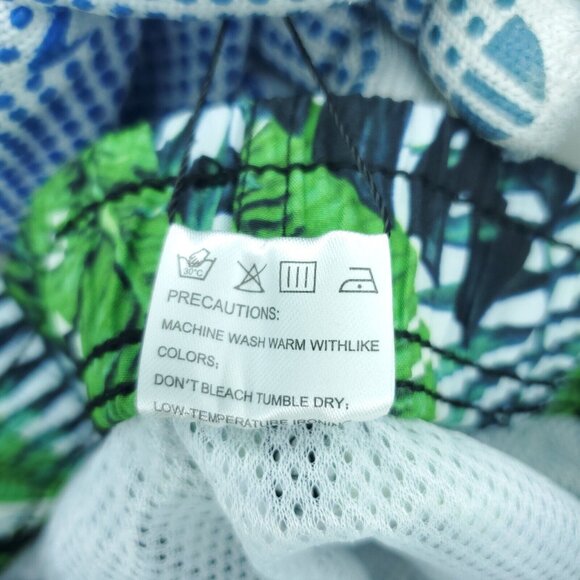 30°C
PRECAUTIONS:
MACHINE WASH WARM WITHLIKE
COLORS;
DON'T BLEACH TUMBLE DRY;
LOW-TEMPERATURE